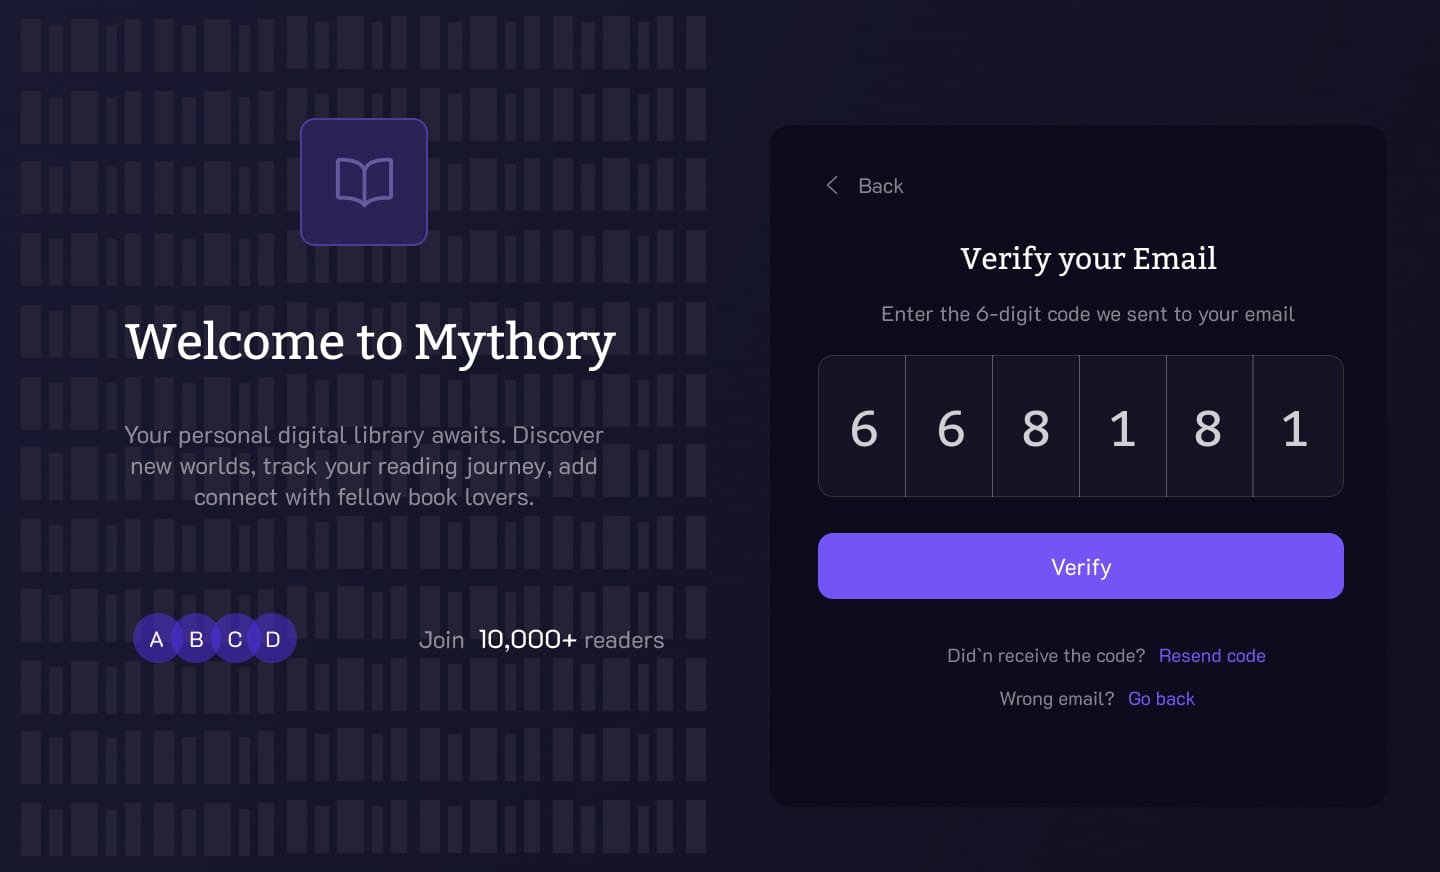 Welcome to Mythory
Your personal digital library awaits. Discover
new worlds, track your reading journey, add
connect with fellow book lovers.
A B C D
Join 10,000+ readers
Back
Verify your Email
Enter the 6-digit code we sent to your email
6 6 8 1 8 1
Verify
Did`n receive the code? Resend code
Wrong email? Go back